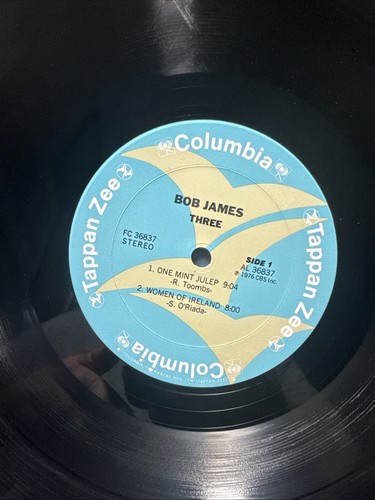 Columbia
Tappan Zee
Tappan Zee
BOB JAMES
THREE
FC 36837
STEREO
SIDE 1
AL 36837
℗ 1976 CBS Inc.
1. ONE MINT JULEP 9:04
-R. Toombs-
2. WOMEN OF IRELAND 8:00
-S. O'Riada-
Columbia